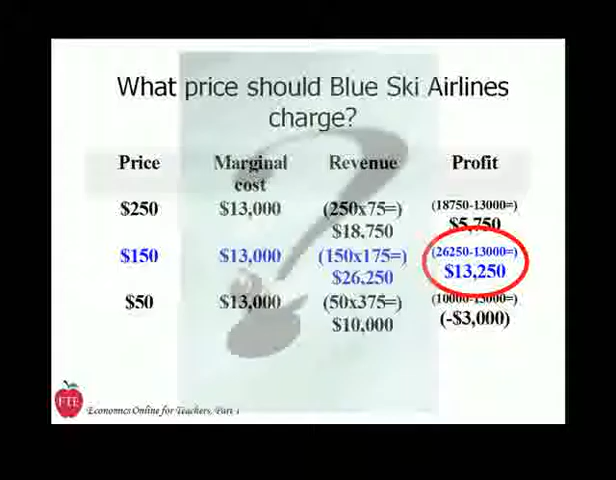 What price should Blue Ski Airlines
charge?
Price Marginal Revenue Profit
cost
$250 $13,000 (250x75=) (18750-13000=)
$18,750 $5,750
$150 $13,000 (150x175=) (26250-13000=)
$26,250 $13,250
$50 $13,000 (50x375=) (10000-13000=)
$10,000 (-$3,000)
FTE Economics Online for Teachers, Part 1